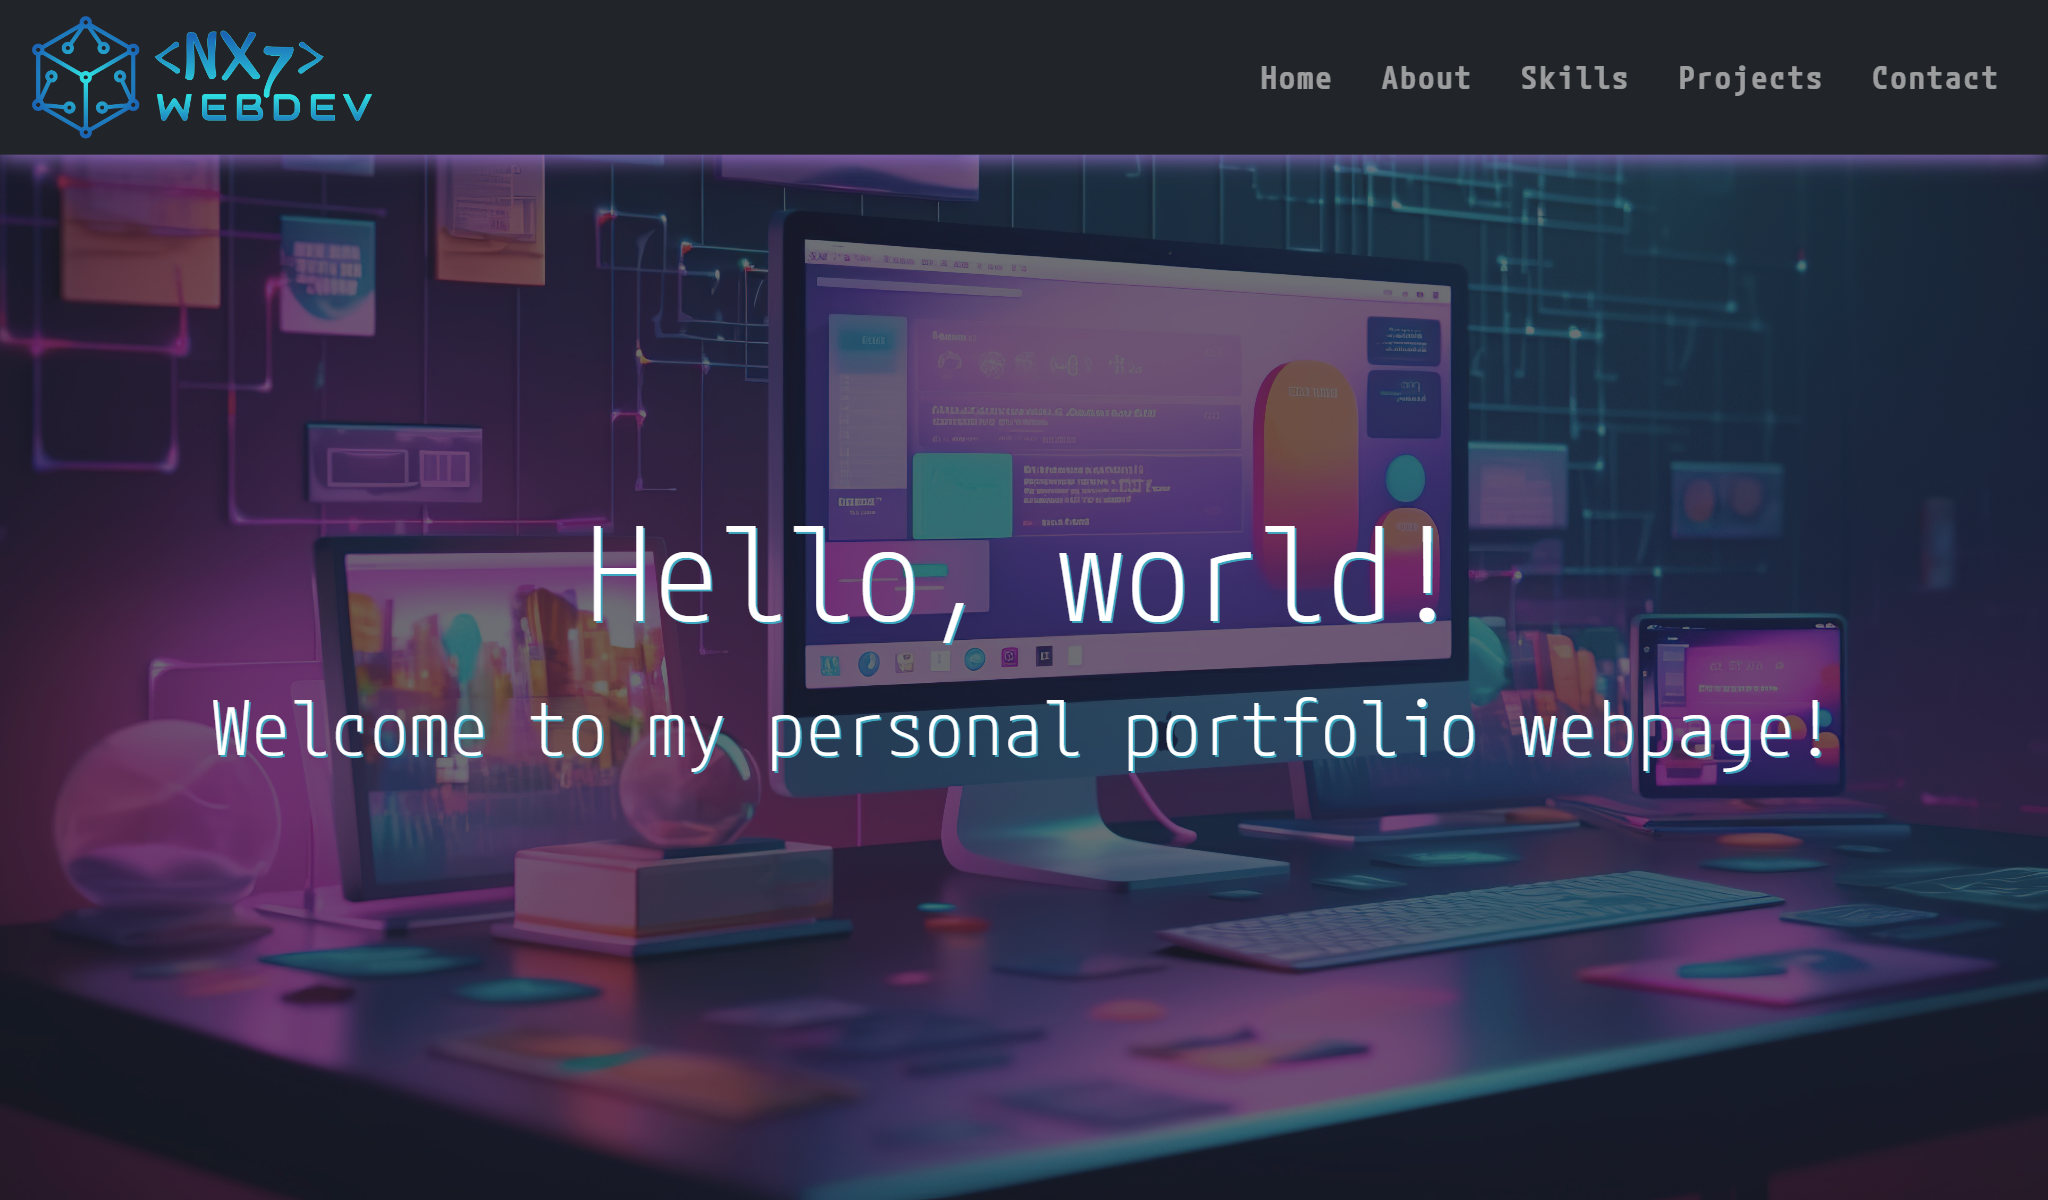 <NX7>
WEBDEV
Home About Skills Projects Contact
Hello, world!
Welcome to my personal portfolio webpage!